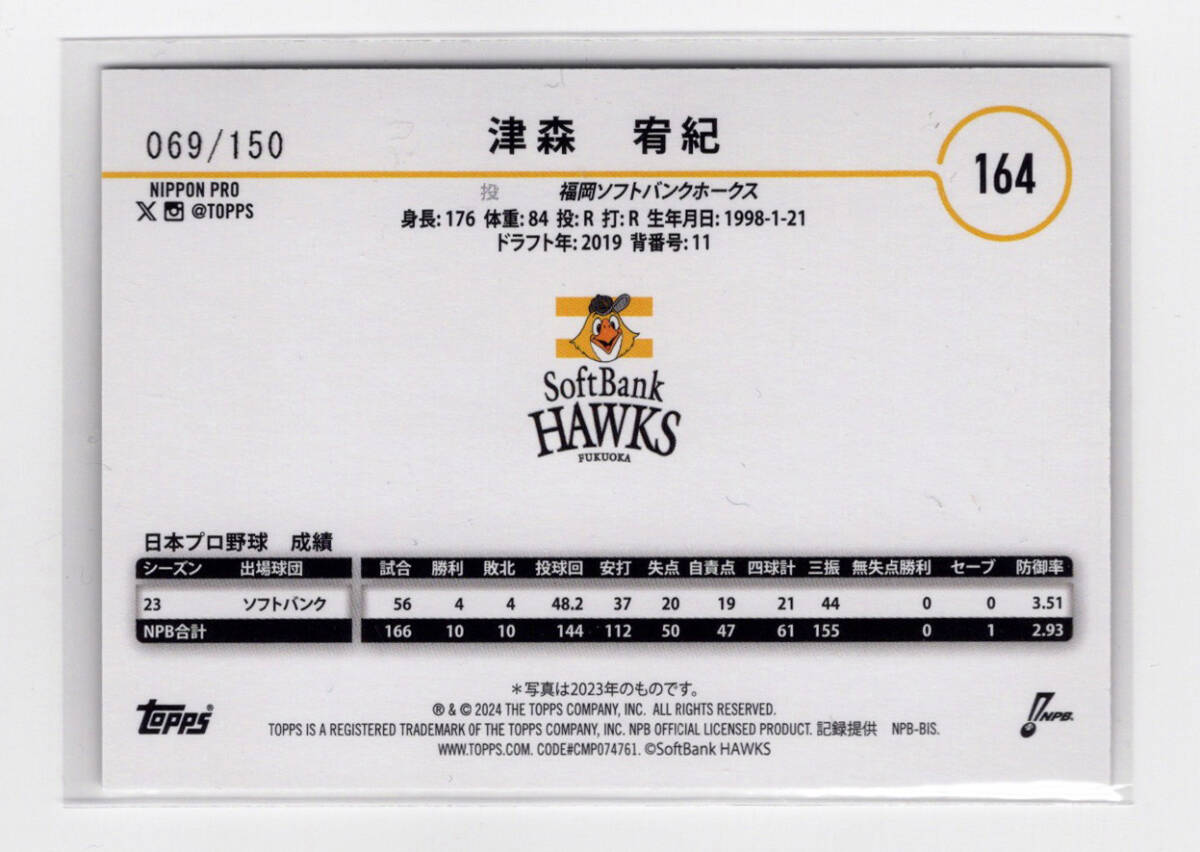 069/150
津森 宥紀
164
NIPPON PRO
@TOPPS
投 福岡ソフトバンクホークス
身長: 176 体重: 84 投: R 打: R 生年月日: 1998-1-21
ドラフト年: 2019 背番号: 11
SoftBank
HAWKS
FUKUOKA
日本プロ野球 成績
シーズン 出場球団 試合 勝利 敗北 投球回 安打 失点 自責点 四球計 三振 無失点勝利 セーブ 防御率
23 ソフトバンク 56 4 4 48.2 37 20 19 21 44 0 0 3.51
NPB合計 166 10 10 144 112 50 47 61 155 0 1 2.93
*写真は2023年のものです。
® & © 2024 THE TOPPS COMPANY, INC. ALL RIGHTS RESERVED.
TOPPS IS A REGISTERED TRADEMARK OF THE TOPPS COMPANY, INC. NPB OFFICIAL LICENSED PRODUCT. 記録提供 NPB-BIS.
WWW.TOPPS.COM. CODE#CMP074761. ©SoftBank HAWKS
Topps®
NPB.